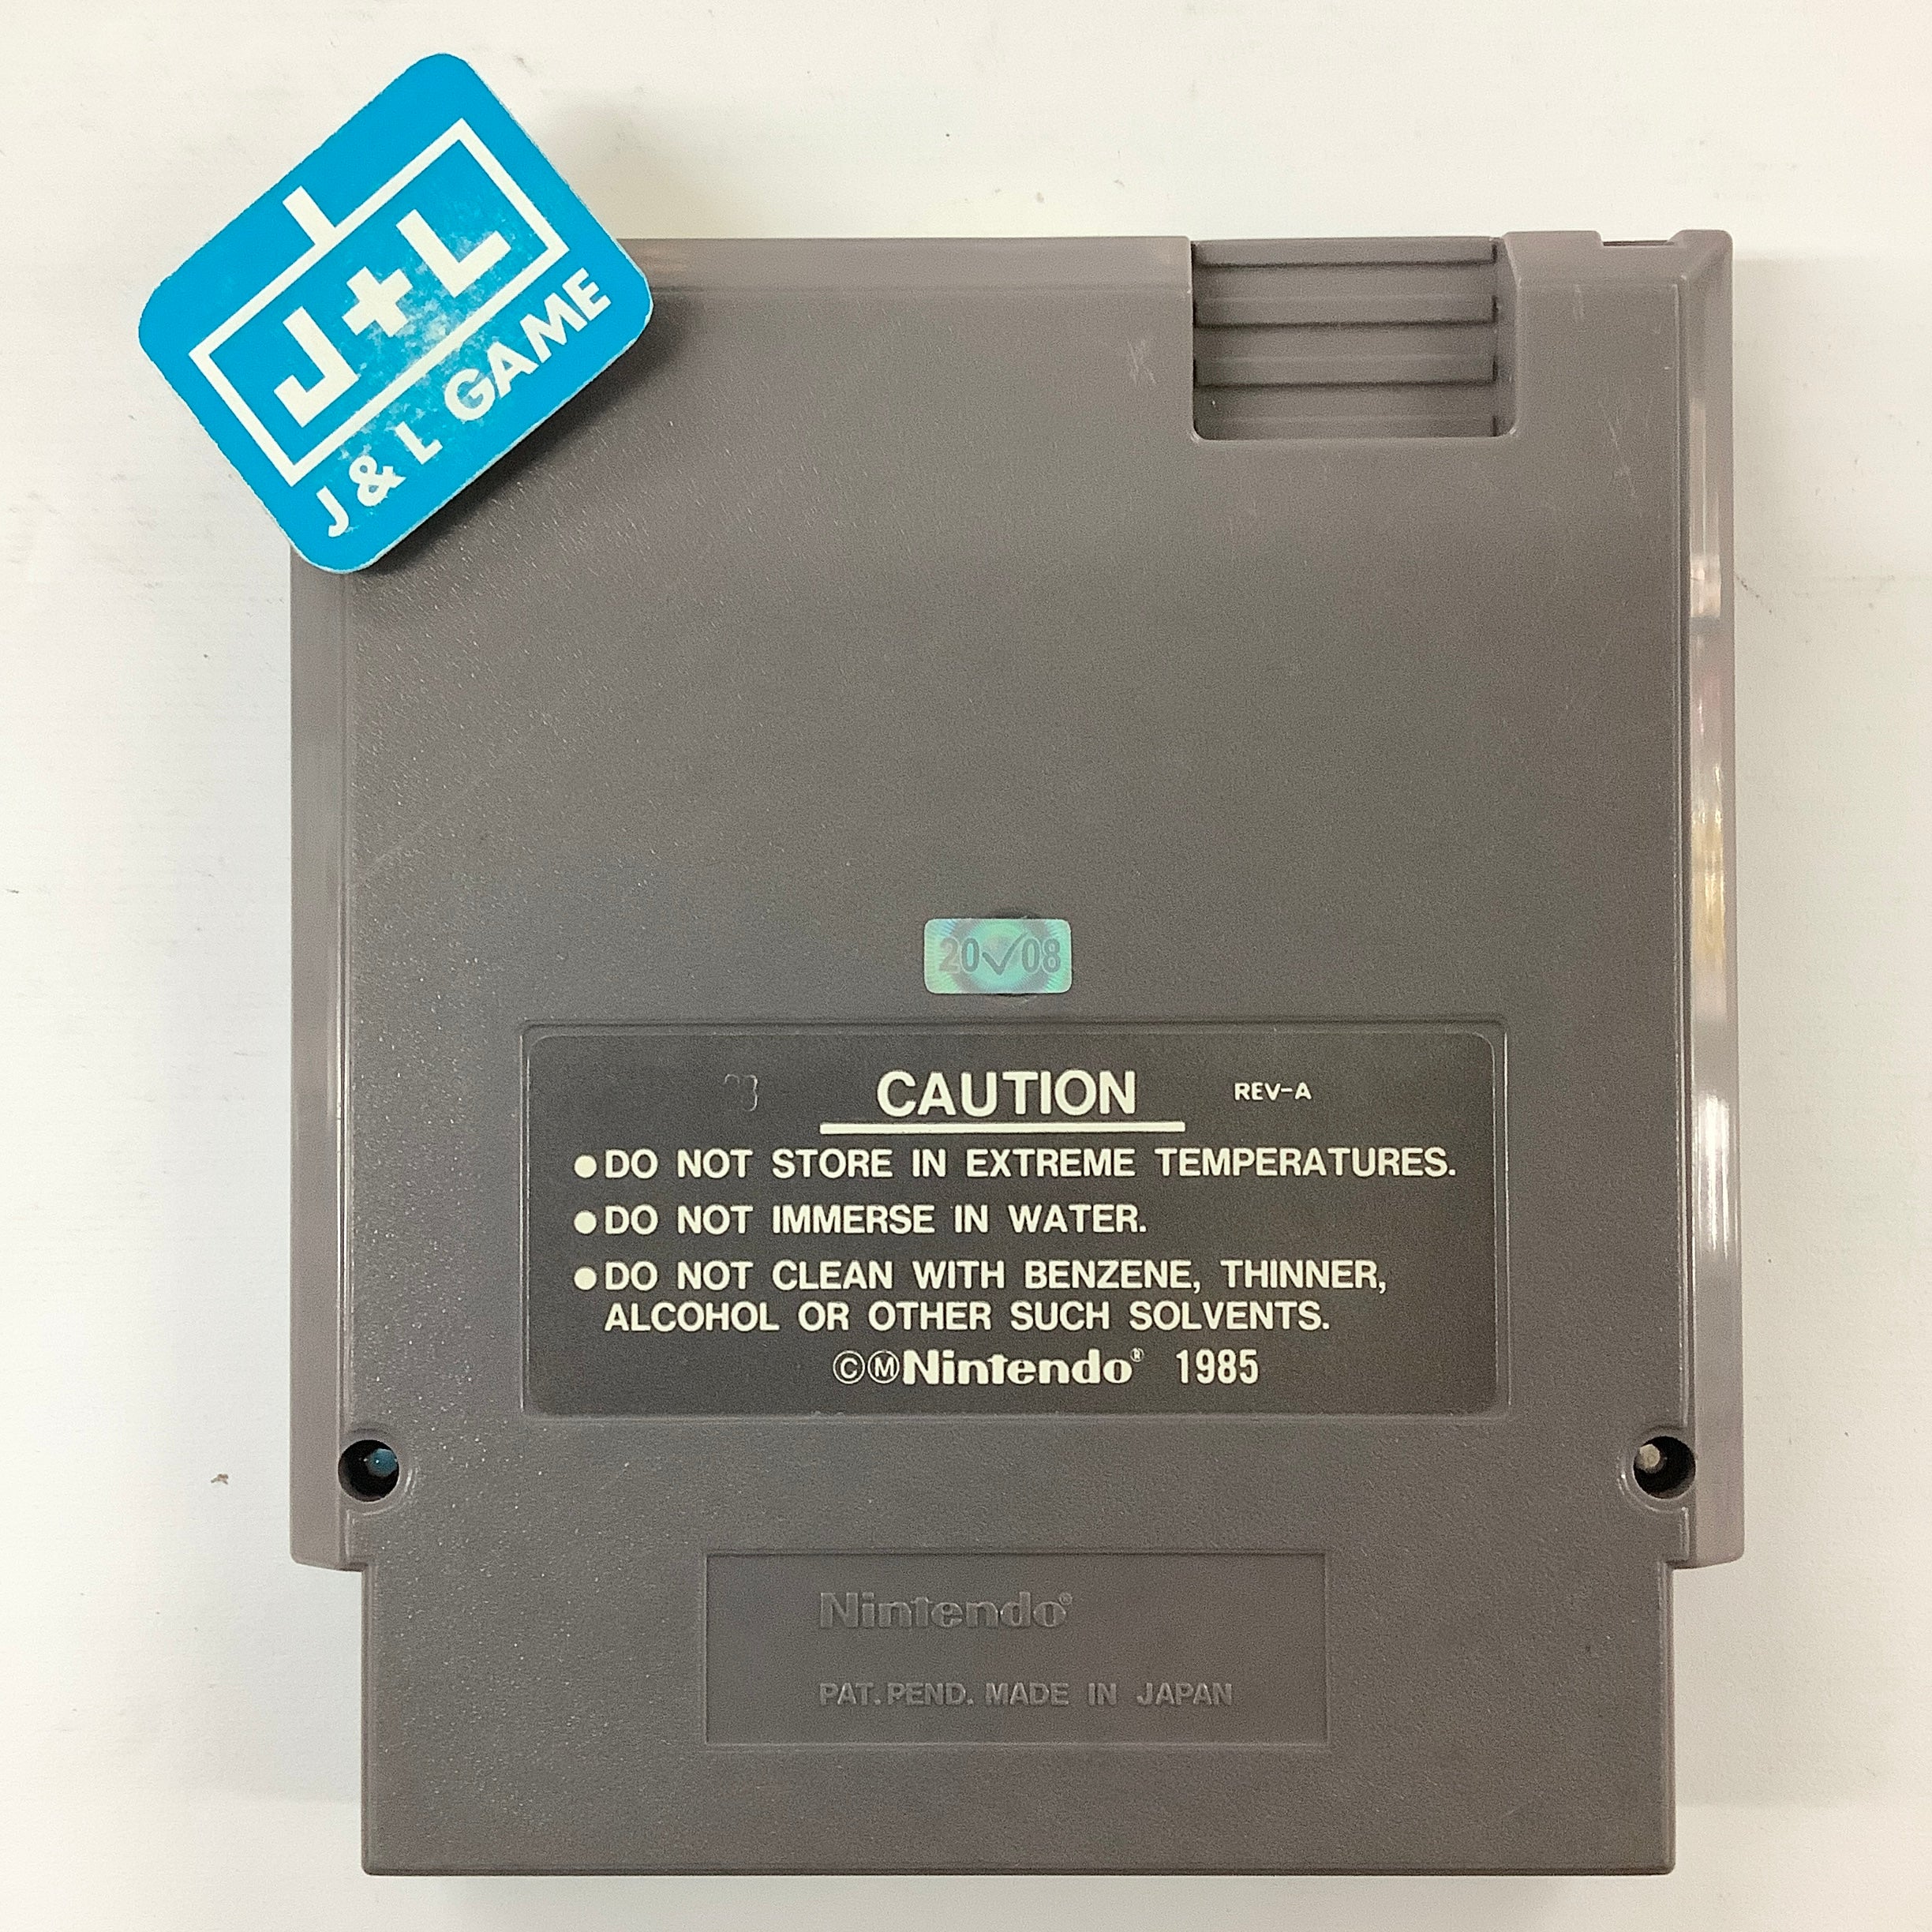 J+L
J & L GAME
20✓08
CAUTION REV-A
●DO NOT STORE IN EXTREME TEMPERATURES.
●DO NOT IMMERSE IN WATER.
●DO NOT CLEAN WITH BENZENE, THINNER,
ALCOHOL OR OTHER SUCH SOLVENTS.
ⒸⓂNintendo® 1985
Nintendo®
PAT. PEND. MADE IN JAPAN